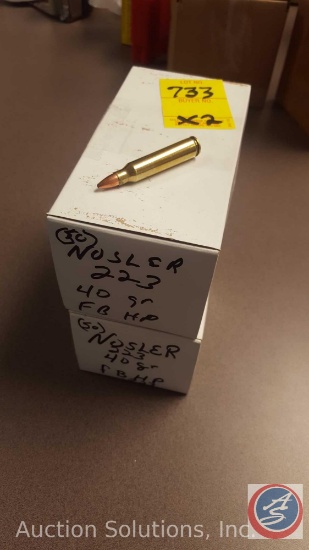 733
X2
(50)
NOSLER
223
40 gr
FB HP
(50)
NOSLER
223
40 gr
FB HP
Auction Solutions, Inc.
AS